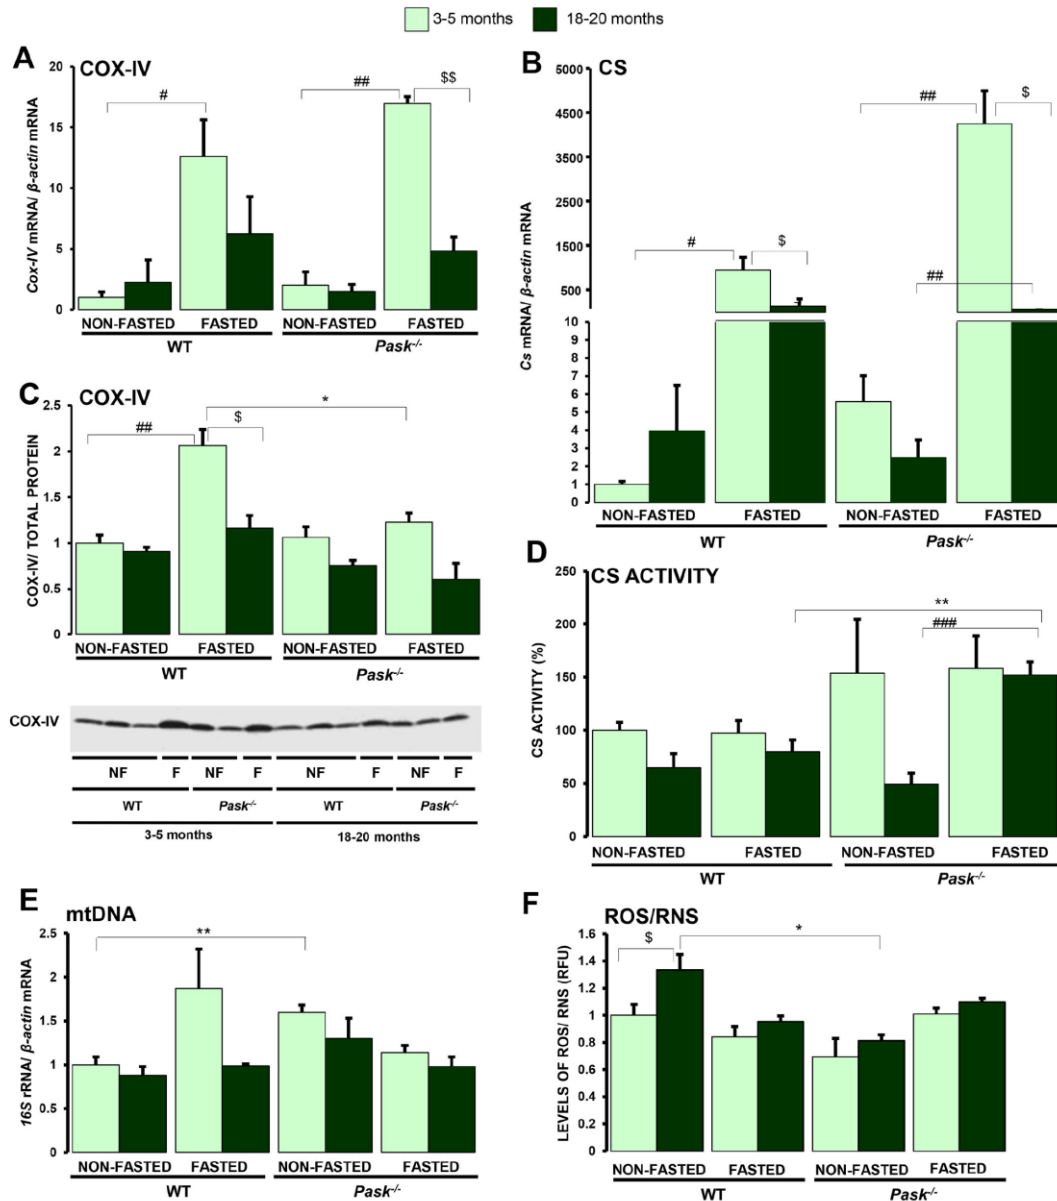 3-5 months 18-20 months
A COX-IV
Cox-IV mRNA/ β-actin mRNA
20
15
10
5
0
# ## $$
NON-FASTED FASTED NON-FASTED FASTED
WT Pask-/-
B CS
Cs mRNA/ β-actin mRNA
5000
4500
3500
2500
1500
500
10
9
8
7
6
5
4
3
2
1
0
## $
# $
##
NON-FASTED FASTED NON-FASTED FASTED
WT Pask-/-
C COX-IV
COX-IV/ TOTAL PROTEIN
2.5
2
1.5
1
0.5
0
*
## $
NON-FASTED FASTED NON-FASTED FASTED
WT Pask-/-
COX-IV
NF F NF F NF F NF F
WT Pask-/- WT Pask-/-
3-5 months 18-20 months
D CS ACTIVITY
CS ACTIVITY (%)
250
200
150
100
50
0
**
###
NON-FASTED FASTED NON-FASTED FASTED
WT Pask-/-
E mtDNA
16S rRNA/ β-actin mRNA
2.5
2
1.5
1
0.5
0
**
NON-FASTED FASTED NON-FASTED FASTED
WT Pask-/-
F ROS/RNS
LEVELS OF ROS/ RNS (RFU)
1.6
1.4
1.2
1
0.8
0.6
0.4
0.2
0
$ *
NON-FASTED FASTED NON-FASTED FASTED
WT Pask-/-